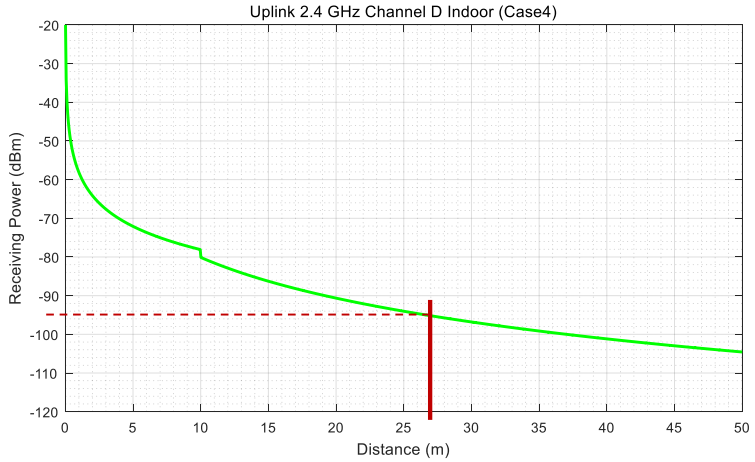 Uplink 2.4 GHz Channel D Indoor (Case4)
-20
-30
-40
-50
-60
-70
-80
-90
-100
-110
-120
Receiving Power (dBm)
0 5 10 15 20 25 30 35 40 45 50
Distance (m)